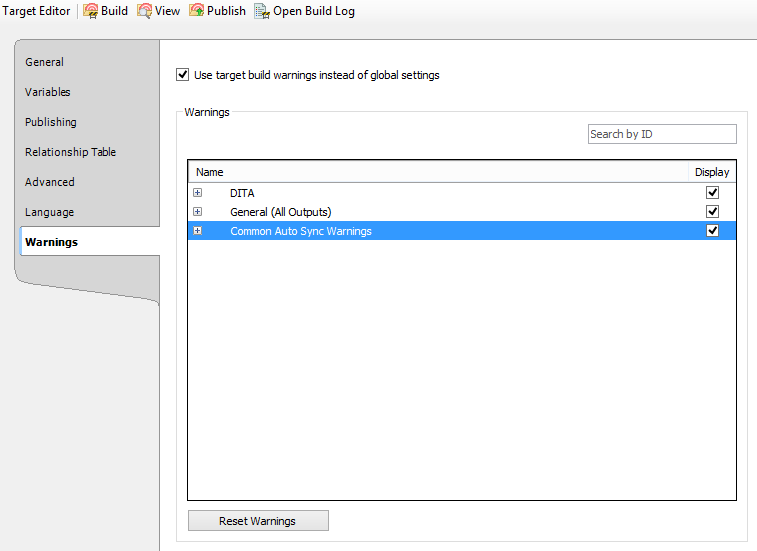 Target Editor Build View Publish Open Build Log
General
Variables
Publishing
Relationship Table
Advanced
Language
Warnings
Use target build warnings instead of global settings
Warnings
Search by ID
Name Display
DITA
General (All Outputs)
Common Auto Sync Warnings
Reset Warnings